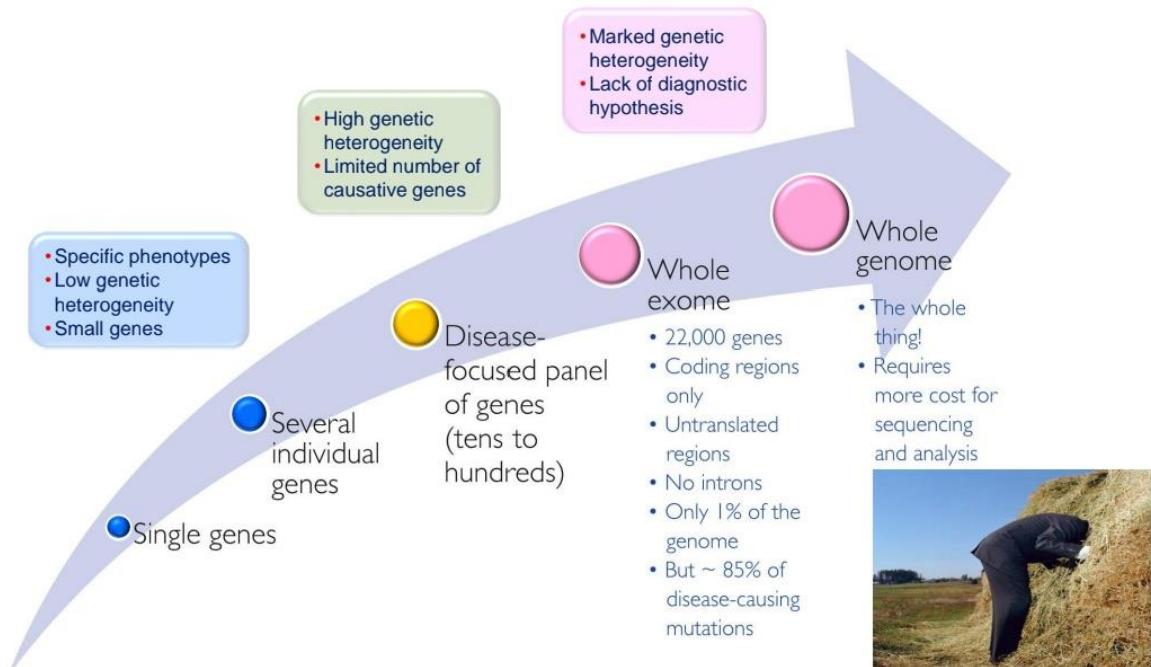 • Marked genetic
heterogeneity
• Lack of diagnostic
hypothesis
• High genetic
heterogeneity
• Limited number of
causative genes
• Specific phenotypes
• Low genetic
heterogeneity
• Small genes
Single genes
Several
individual
genes
Disease-
focused panel
of genes
(tens to
hundreds)
Whole
exome
• 22,000 genes
• Coding regions
only
• Untranslated
regions
• No introns
• Only 1% of the
genome
• But ~ 85% of
disease-causing
mutations
Whole
genome
• The whole
thing!
• Requires
more cost for
sequencing
and analysis